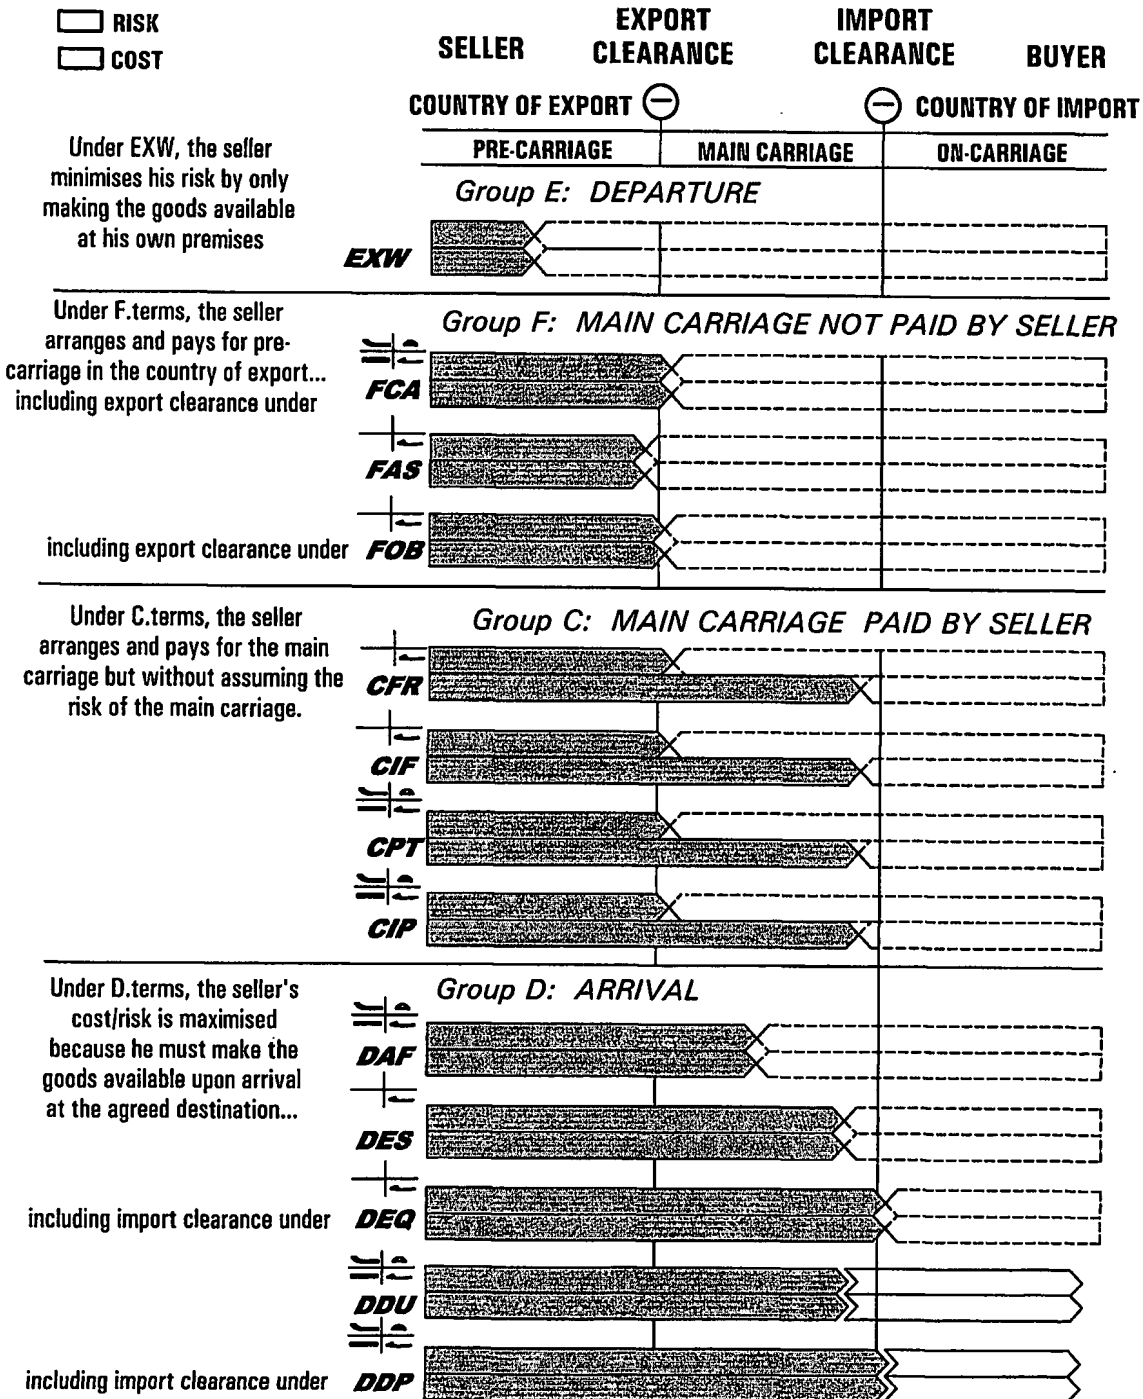 RISK
COST
SELLER
EXPORT
CLEARANCE
IMPORT
CLEARANCE
BUYER
COUNTRY OF EXPORT
COUNTRY OF IMPORT
PRE-CARRIAGE
MAIN CARRIAGE
ON-CARRIAGE
Under EXW, the seller
minimises his risk by only
making the goods available
at his own premises
Group E: DEPARTURE
EXW
Under F.terms, the seller
arranges and pays for pre-
carriage in the country of export...
including export clearance under
Group F: MAIN CARRIAGE NOT PAID BY SELLER
FCA
FAS
including export clearance under
FOB
Under C.terms, the seller
arranges and pays for the main
carriage but without assuming the
risk of the main carriage.
Group C: MAIN CARRIAGE PAID BY SELLER
CFR
CIF
CPT
CIP
Under D.terms, the seller's
cost/risk is maximised
because he must make the
goods available upon arrival
at the agreed destination...
Group D: ARRIVAL
DAF
DES
including import clearance under
DEQ
DDU
including import clearance under
DDP